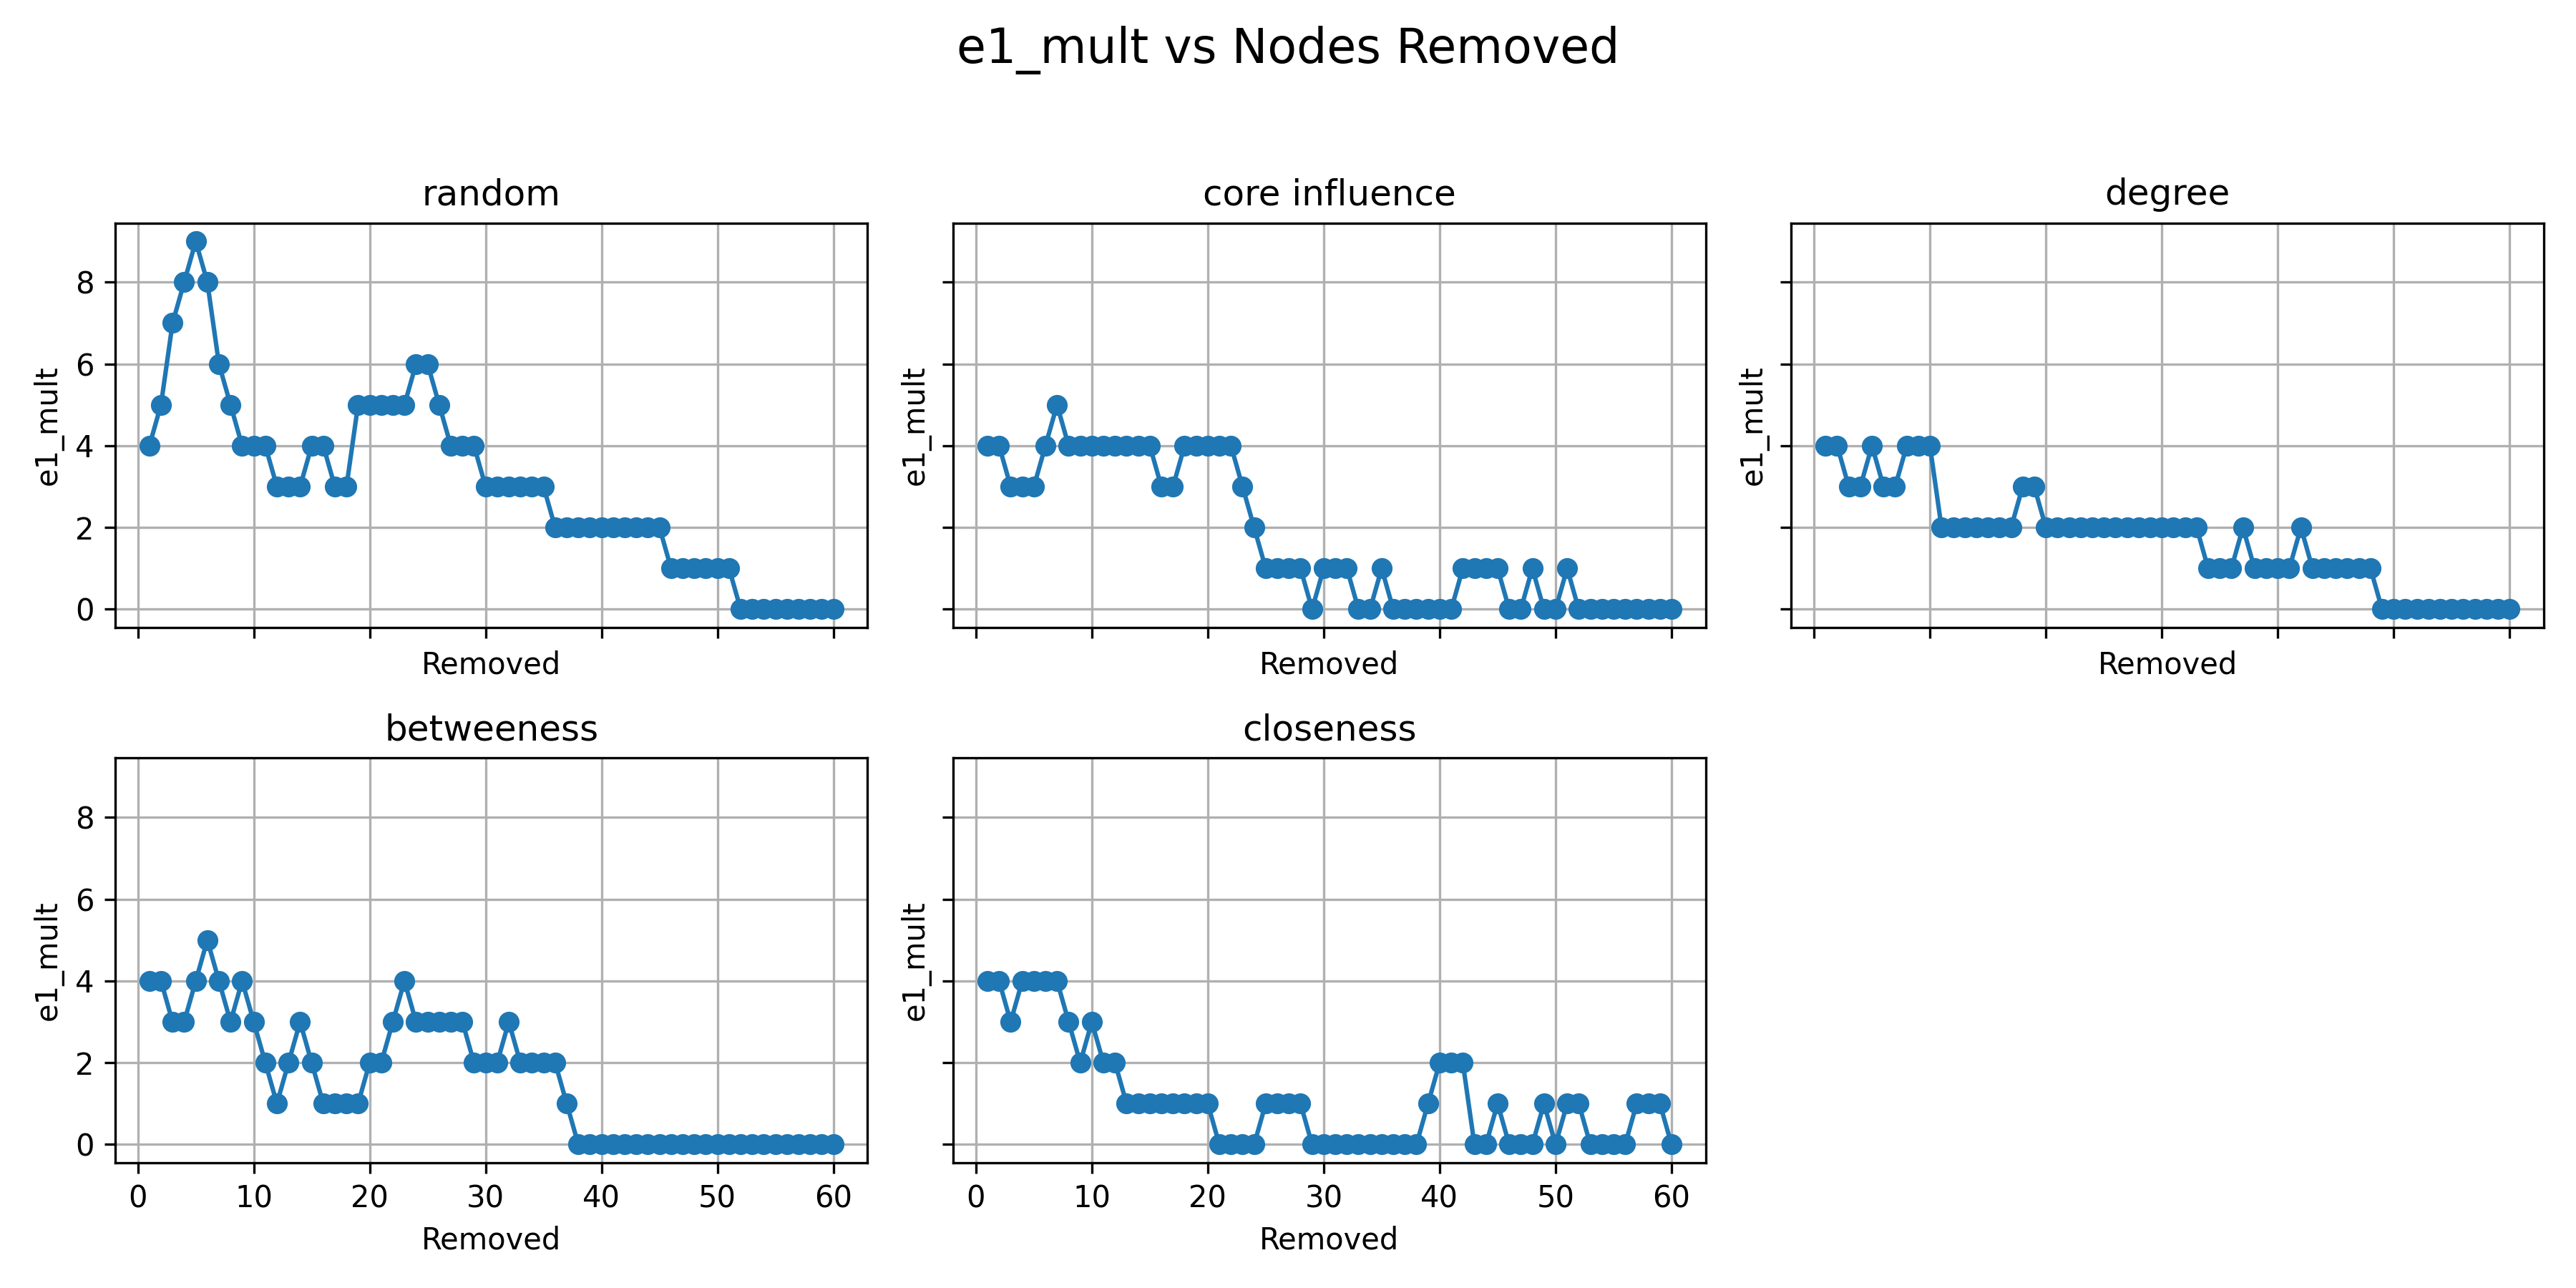 e1_mult vs Nodes Removed
random
core influence
degree
e1_mult
8
6
4
2
0
e1_mult
e1_mult
Removed
Removed
Removed
betweeness
closeness
e1_mult
8
6
4
2
0
e1_mult
0 10 20 30 40 50 60
0 10 20 30 40 50 60
Removed
Removed